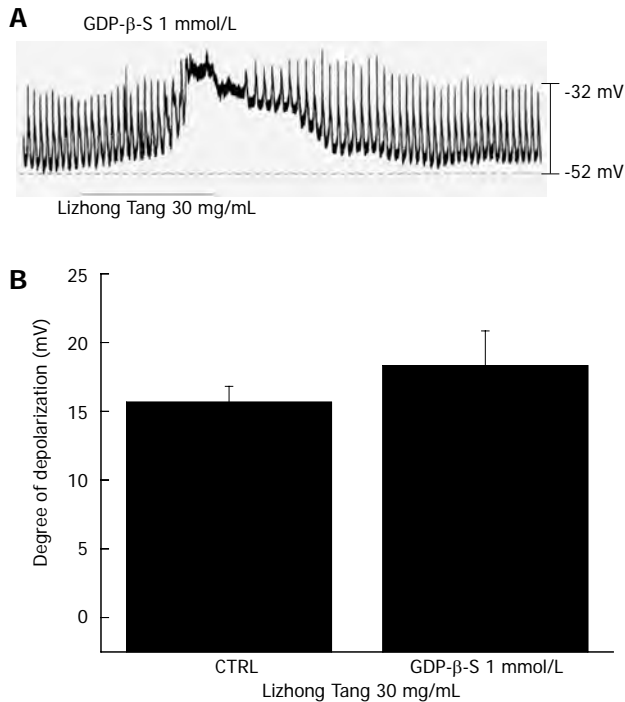 A
GDP-β-S 1 mmol/L
-32 mV
-52 mV
Lizhong Tang 30 mg/mL
B
Degree of depolarization (mV)
25
20
15
10
5
0
CTRL GDP-β-S 1 mmol/L
Lizhong Tang 30 mg/mL